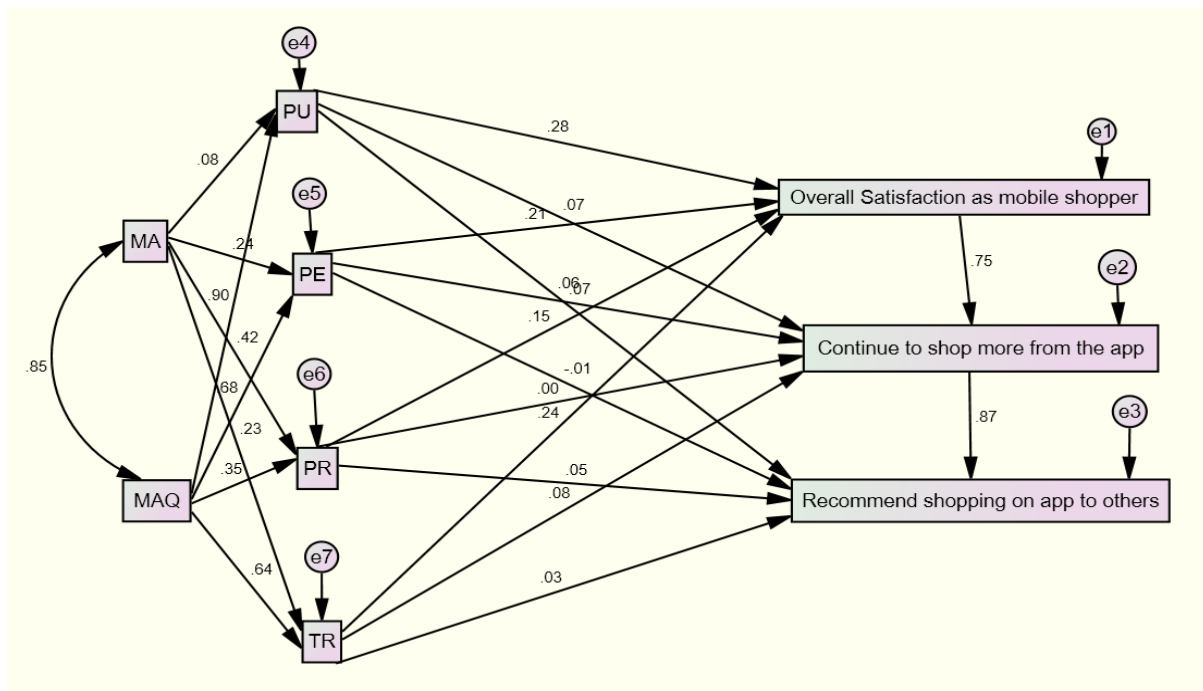 e4
PU
.28
e1
.08
e5
Overall Satisfaction as mobile shopper
.21
.07
MA
.24
PE
.75
e2
.06
.07
.90
.15
.42
Continue to shop more from the app
.85
e6
-.01
.68
.00
.24
e3
.23
.87
.35
PR
.05
MAQ
.08
Recommend shopping on app to others
e7
.64
.03
TR